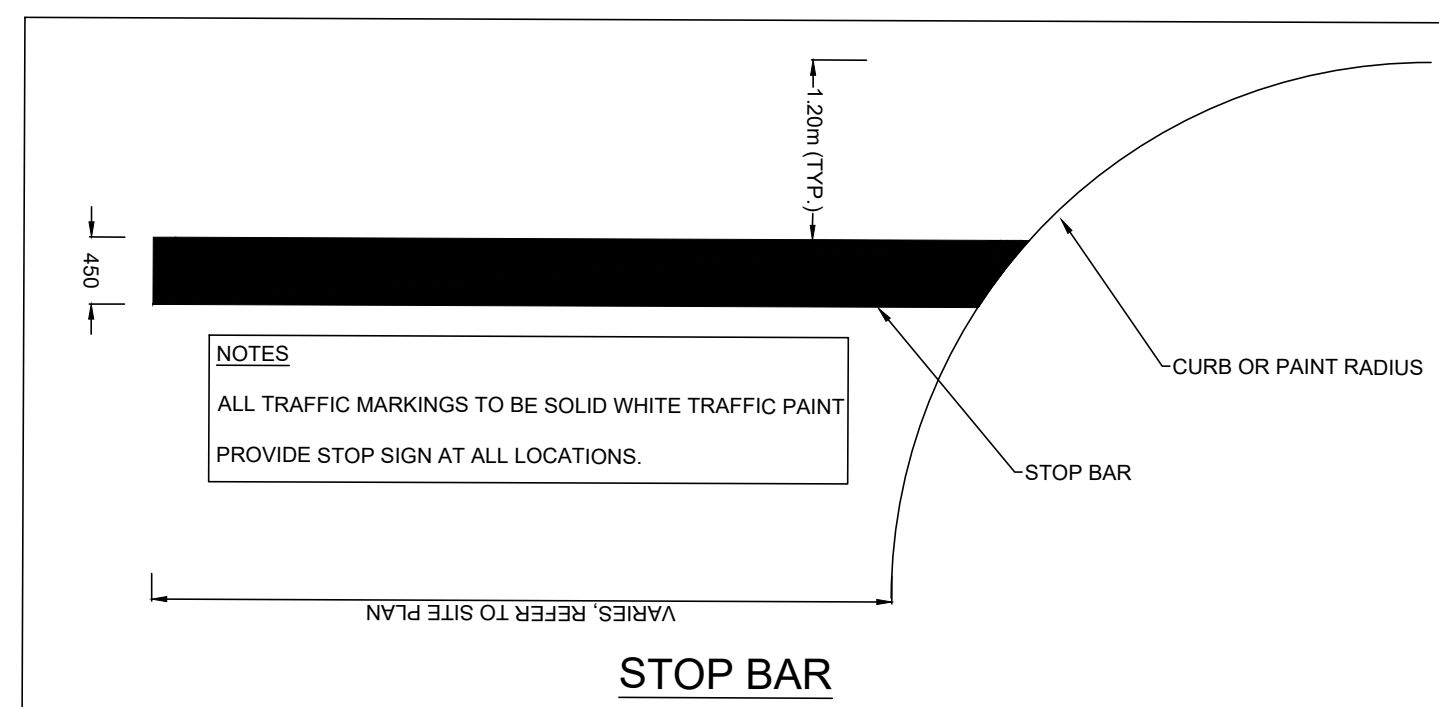 1.20m (TYP.)
450
NOTES
ALL TRAFFIC MARKINGS TO BE SOLID WHITE TRAFFIC PAINT
PROVIDE STOP SIGN AT ALL LOCATIONS.
CURB OR PAINT RADIUS
STOP BAR
VARIES, REFER TO SITE PLAN
STOP BAR